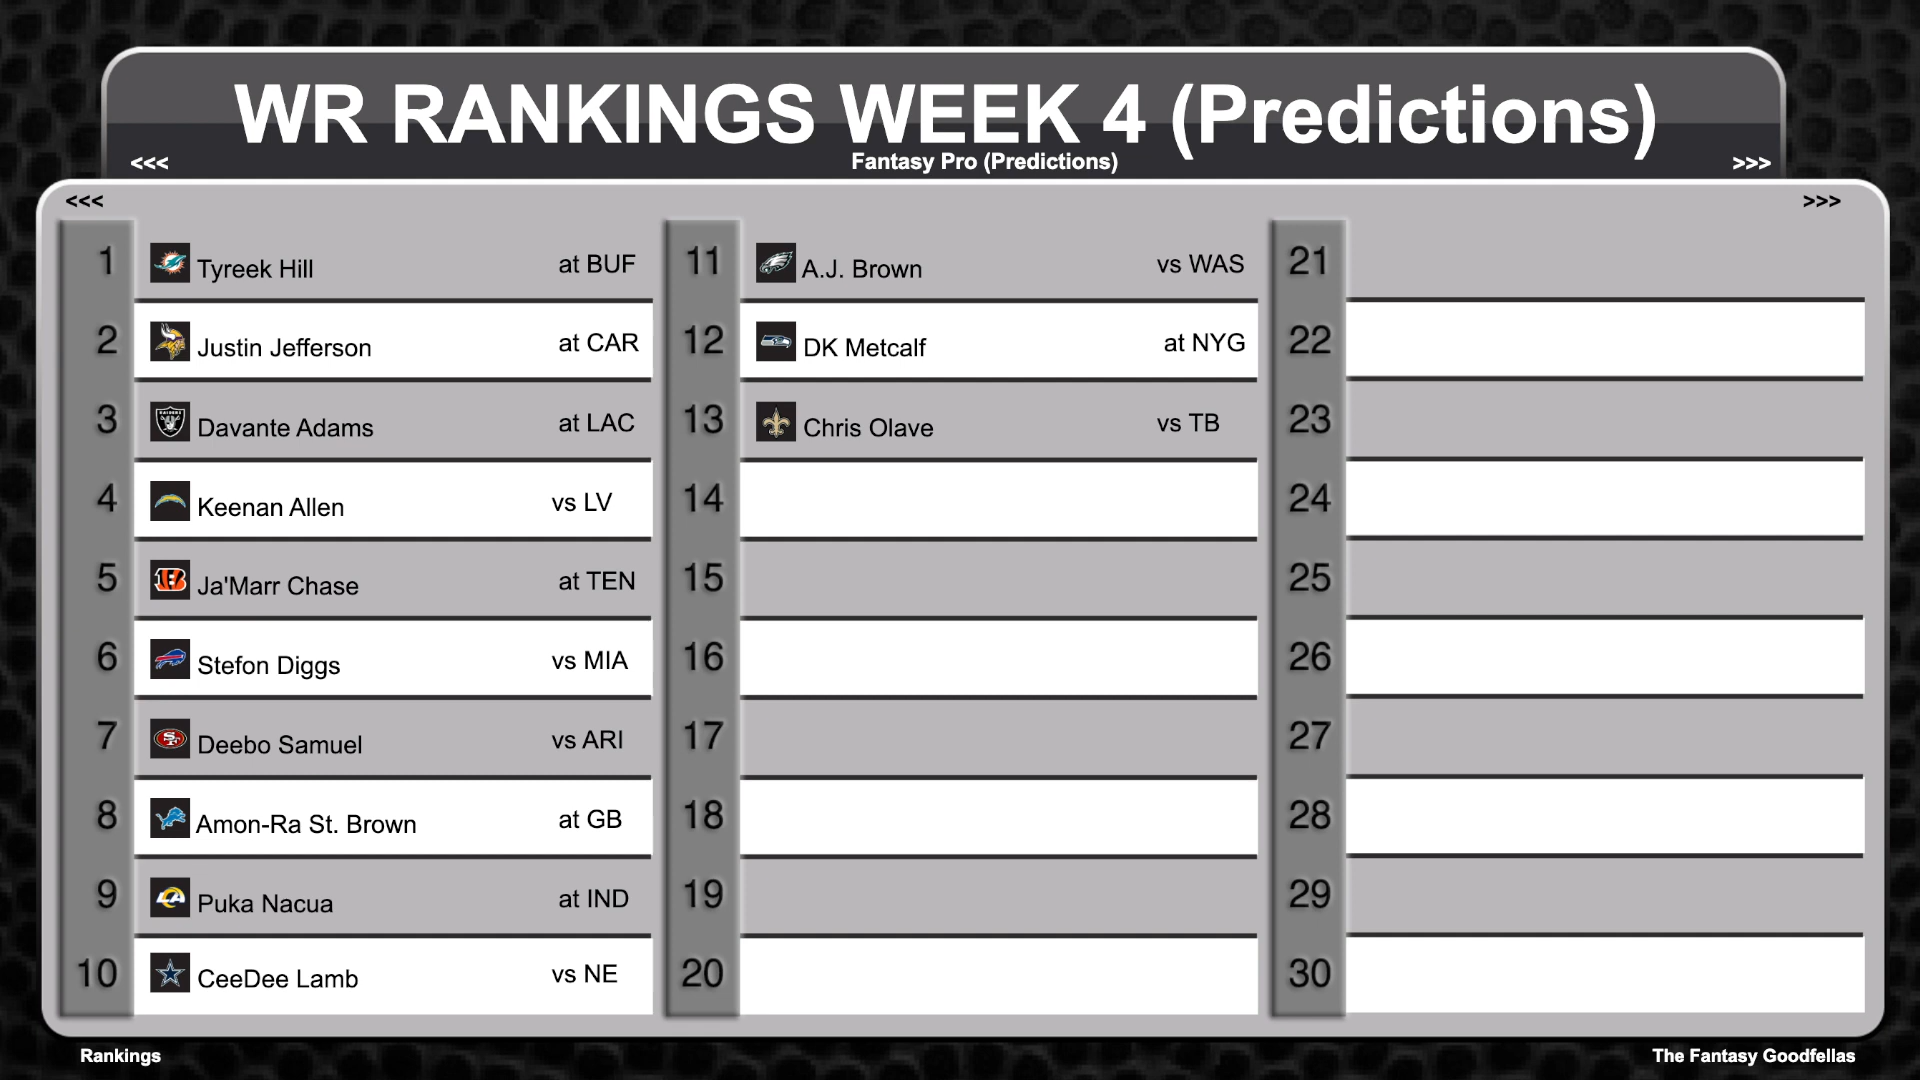 WR RANKINGS WEEK 4 (Predictions)
<<< Fantasy Pro (Predictions) >>>
<<< >>>
1 Tyreek Hill at BUF
2 Justin Jefferson at CAR
3 Davante Adams at LAC
4 Keenan Allen vs LV
5 Ja'Marr Chase at TEN
6 Stefon Diggs vs MIA
7 Deebo Samuel vs ARI
8 Amon-Ra St. Brown at GB
9 Puka Nacua at IND
10 CeeDee Lamb vs NE
11 A.J. Brown vs WAS
12 DK Metcalf at NYG
13 Chris Olave vs TB
14
15
16
17
18
19
20
21
22
23
24
25
26
27
28
29
30
Rankings
The Fantasy Goodfellas